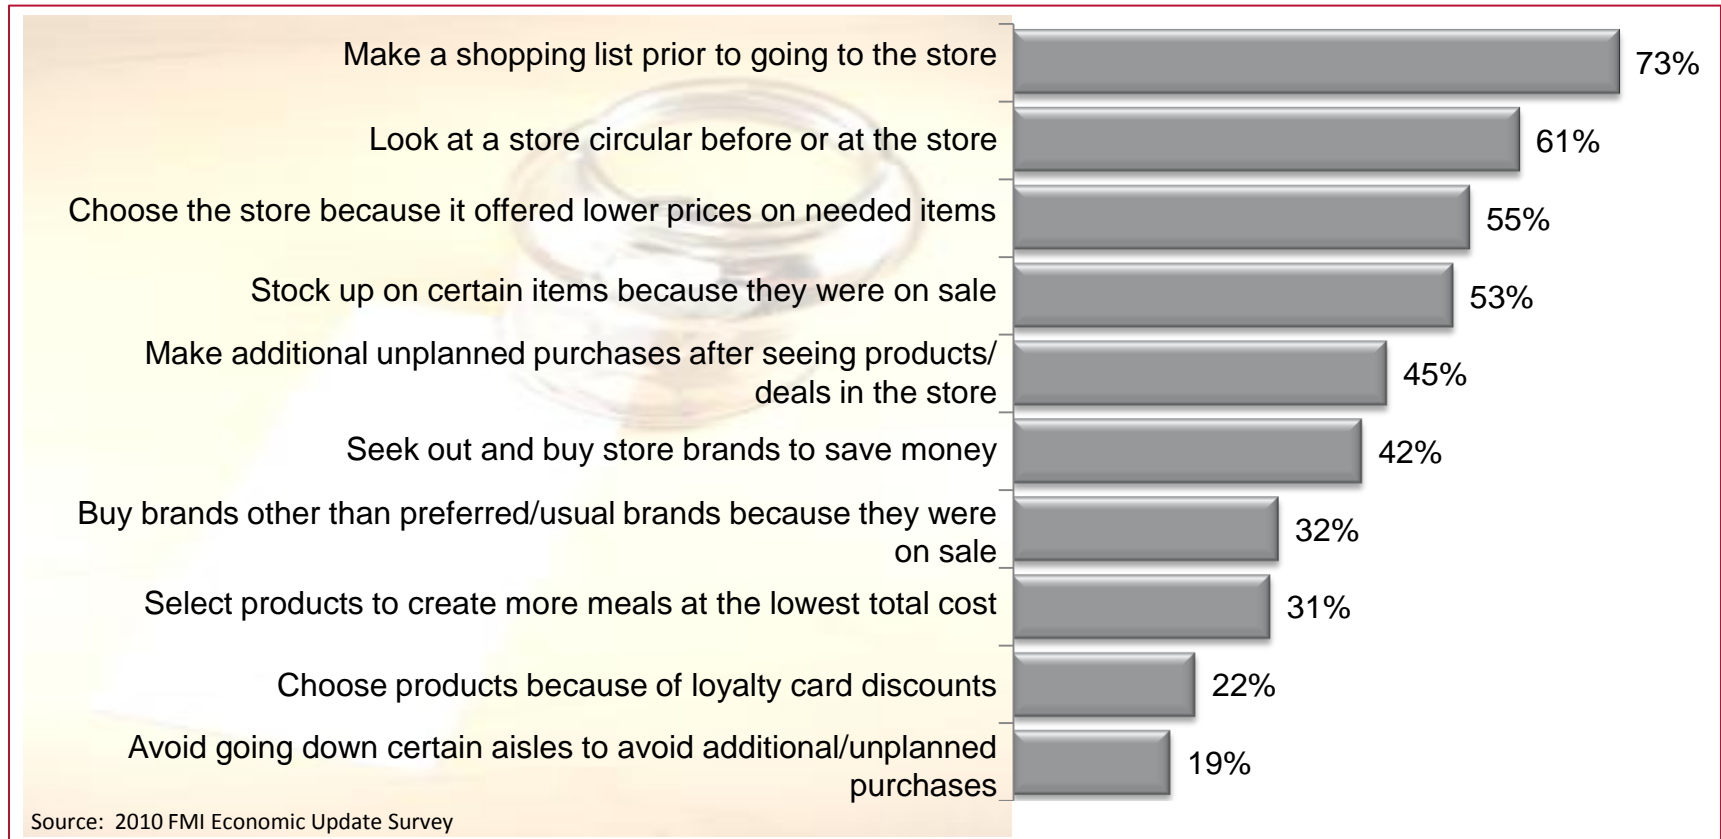 Make a shopping list prior to going to the store
73%
Look at a store circular before or at the store
61%
Choose the store because it offered lower prices on needed items
55%
Stock up on certain items because they were on sale
53%
Make additional unplanned purchases after seeing products/
deals in the store
45%
Seek out and buy store brands to save money
42%
Buy brands other than preferred/usual brands because they were
on sale
32%
Select products to create more meals at the lowest total cost
31%
Choose products because of loyalty card discounts
22%
Avoid going down certain aisles to avoid additional/unplanned
purchases
19%
Source:  2010 FMI Economic Update Survey